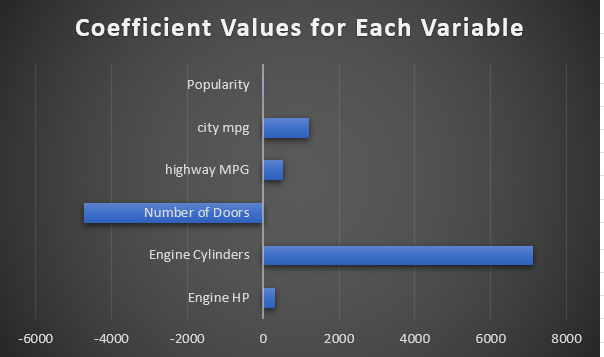 Coefficient Values for Each Variable
Popularity
city mpg
highway MPG
Number of Doors
Engine Cylinders
Engine HP
-6000 -4000 -2000 0 2000 4000 6000 8000